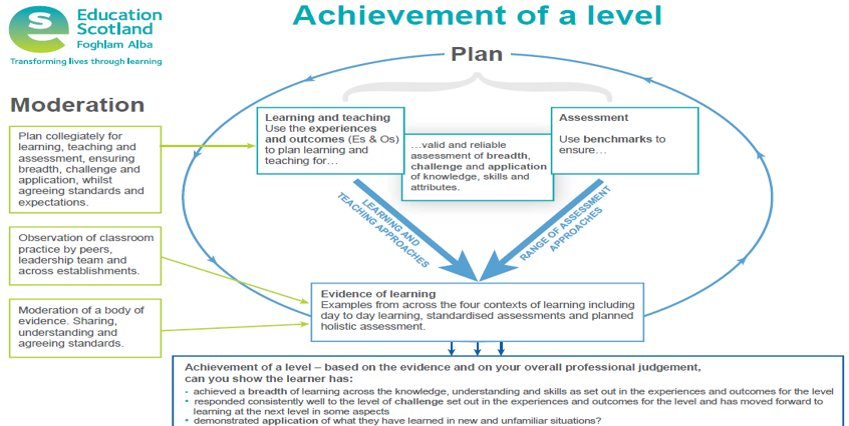 Education
Scotland
Foghlam Alba
Transforming lives through learning
Achievement of a level
Plan
Moderation
Plan collegiately for
learning, teaching and
assessment, ensuring
breadth, challenge and
application, whilst
agreeing standards and
expectations.
Observation of classroom
practice by peers,
leadership team and
across establishments.
Moderation of a body of
evidence. Sharing,
understanding and
agreeing standards.
Learning and teaching
Use the experiences
and outcomes (Es & Os)
to plan learning and
teaching for…
…valid and reliable
assessment of breadth,
challenge and application
of knowledge, skills and
attributes.
Assessment
Use benchmarks to
ensure…
LEARNING AND
TEACHING APPROACHES
RANGE OF ASSESSMENT
APPROACHES
Evidence of learning
Examples from across the four contexts of learning including
day to day learning, standardised assessments and planned
holistic assessment.
Achievement of a level – based on the evidence and on your overall professional judgement,
can you show the learner has:
• achieved a breadth of learning across the knowledge, understanding and skills as set out in the experiences and outcomes for the level
• responded consistently well to the level of challenge set out in the experiences and outcomes for the level and has moved forward to
learning at the next level in some aspects
• demonstrated application of what they have learned in new and unfamiliar situations?